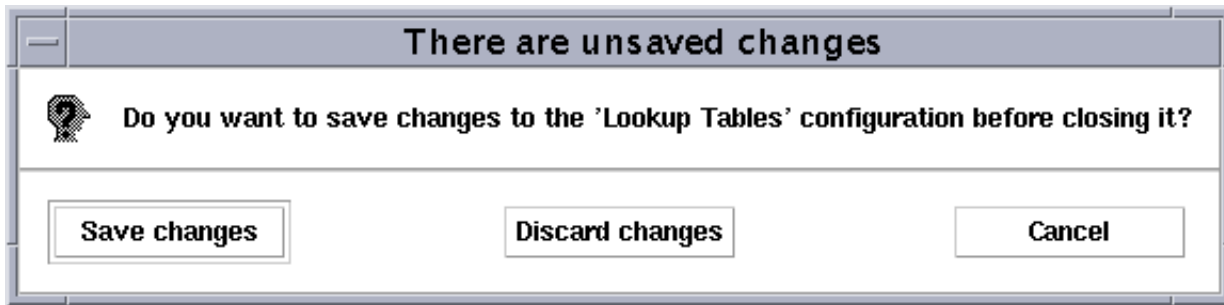 There are unsaved changes
Do you want to save changes to the 'Lookup Tables' configuration before closing it?
Save changes
Discard changes
Cancel